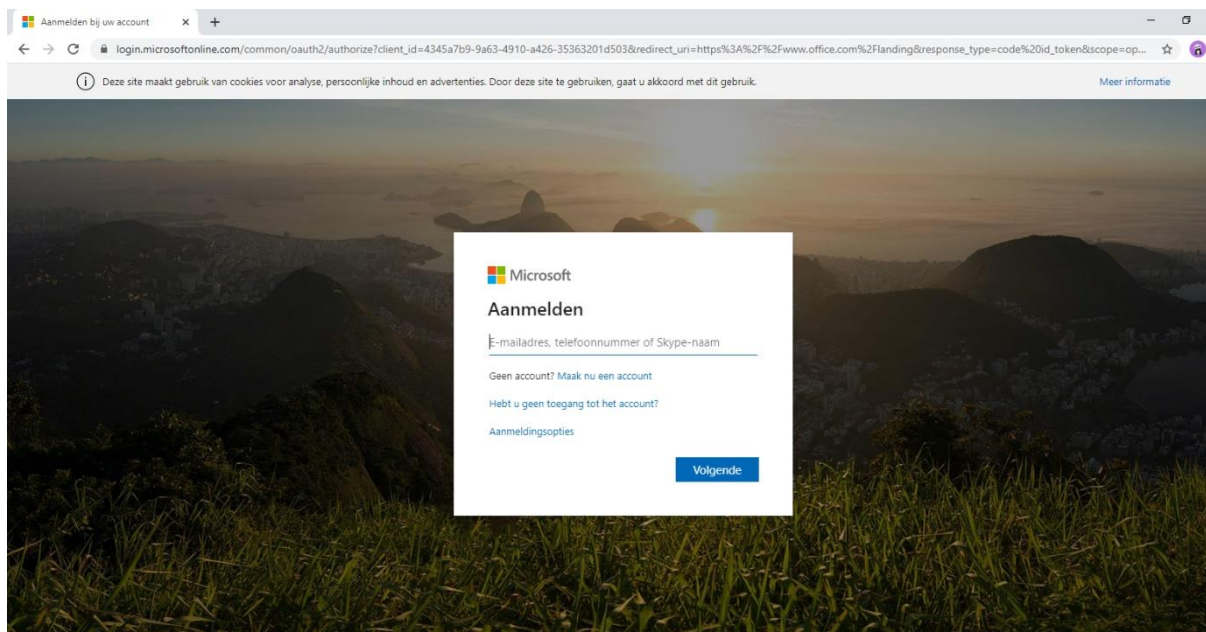 Aanmelden bij uw account
login.microsoftonline.com/common/oauth2/authorize?client_id=4345a7b9-9a63-4910-a426-35363201d503&redirect_uri=https%3A%2F%2Fwww.office.com%2Flanding&response_type=code%20id_token&scope=op...
Deze site maakt gebruik van cookies voor analyse, persoonlijke inhoud en advertenties. Door deze site te gebruiken, gaat u akkoord met dit gebruik. Meer informatie
Microsoft
Aanmelden
E-mailadres, telefoonnummer of Skype-naam
Geen account? Maak nu een account
Hebt u geen toegang tot het account?
Aanmeldingsopties
Volgende